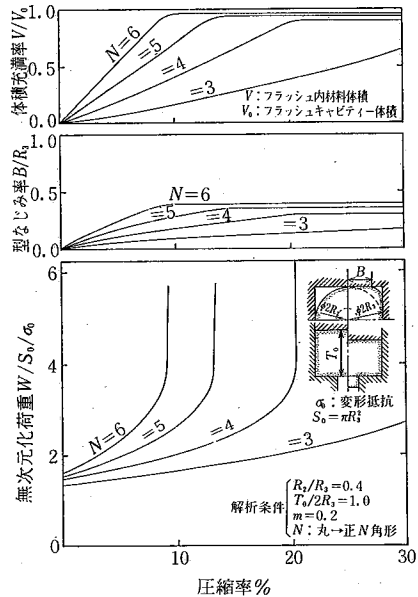 体積充満率 V/V₀
1.0
0.5
0.0
N=6
=5
=4
=3
V：フラッシュ内材料体積
V₀：フラッシュキャビティー体積
型なじみ率 B/R₃
1.0
0.5
0.0
N=6
=5
=4
=3
無次元化荷重 W/S₀/σ₀
6
4
2
0
N=6
=5
=4
=3
B
T₀
σ₀：変形抵抗
S₀=πR₃²
解析条件
R₂/R₃=0.4
T₀/2R₃=1.0
m=0.2
N：丸→正N角形
0
10
20
30
圧縮率%